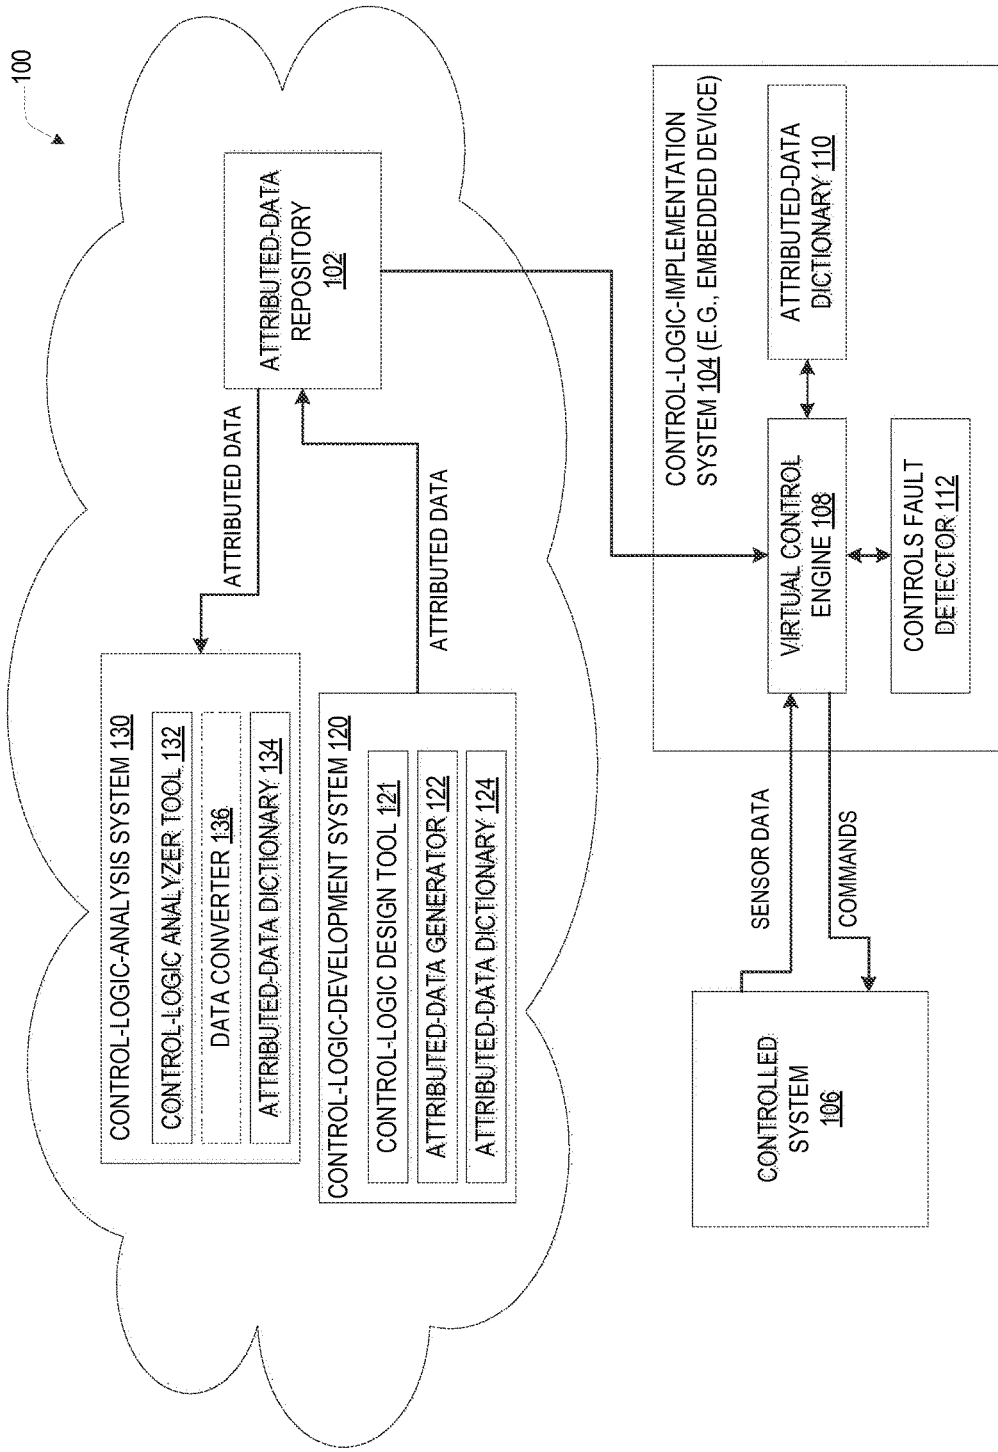 100
CONTROL-LOGIC-ANALYSIS SYSTEM 130
CONTROL-LOGIC ANALYZER TOOL 132
DATA CONVERTER 136
ATTRIBUTED-DATA DICTIONARY 134
ATTRIBUTED DATA
ATTRIBUTED-DATA
REPOSITORY
102
CONTROL-LOGIC-DEVELOPMENT SYSTEM 120
CONTROL-LOGIC DESIGN TOOL 121
ATTRIBUTED-DATA GENERATOR 122
ATTRIBUTED-DATA DICTIONARY 124
ATTRIBUTED DATA
CONTROL-LOGIC-IMPLEMENTATION
SYSTEM 104 (E.G., EMBEDDED DEVICE)
CONTROLLED
SYSTEM
106
SENSOR DATA
COMMANDS
VIRTUAL CONTROL
ENGINE 108
ATTRIBUTED-DATA
DICTIONARY 110
CONTROLS FAULT
DETECTOR 112